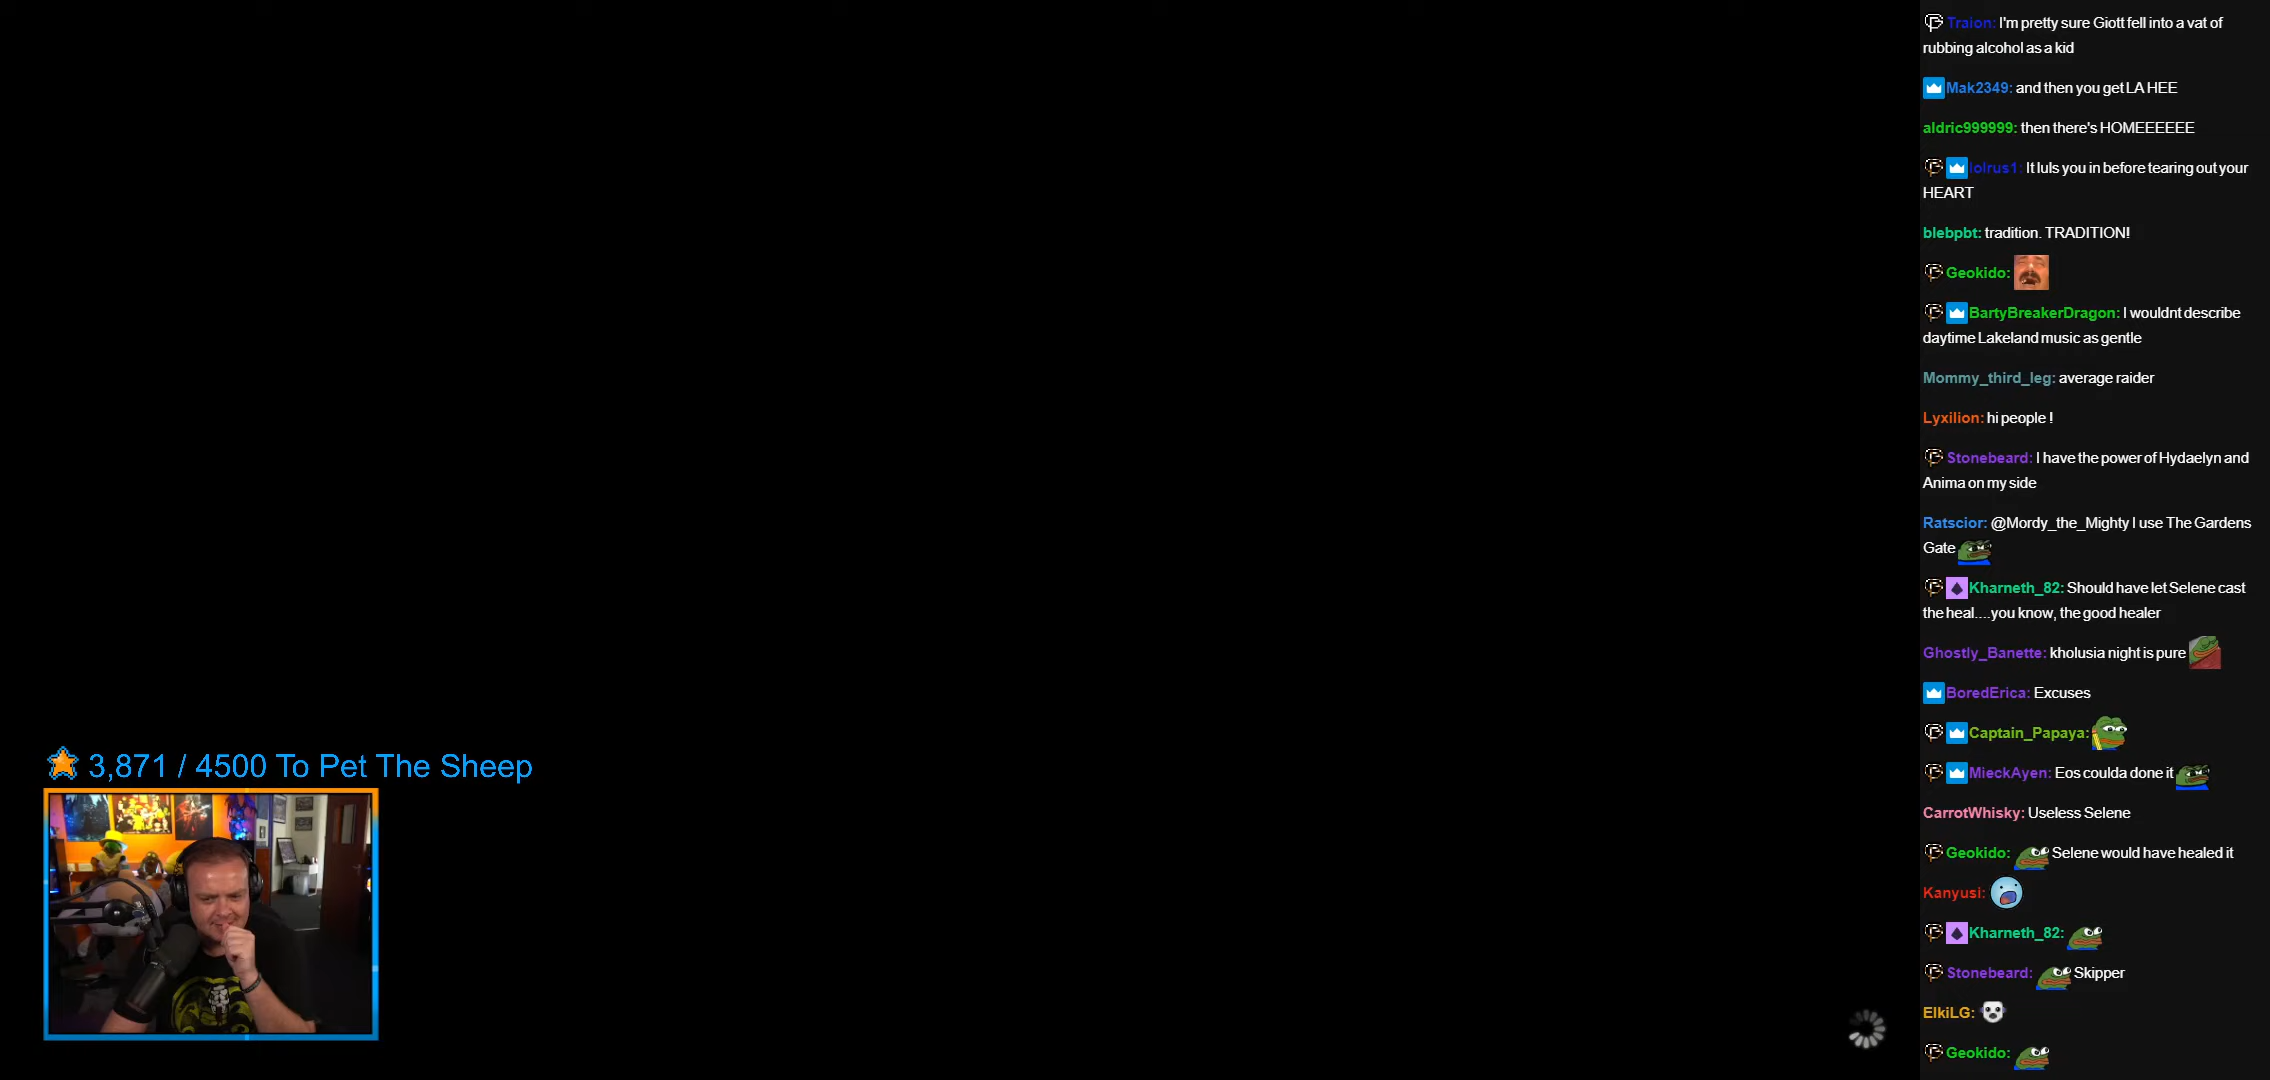 Traion: I'm pretty sure Giott fell into a vat of
rubbing alcohol as a kid
Mak2349: and then you get LA HEE
aldric999999: then there's HOMEEEEEE
lolrus1: It luls you in before tearing out your
HEART
blebpbt: tradition. TRADITION!
Geokido:
BartyBreakerDragon: I wouldnt describe
daytime Lakeland music as gentle
Mommy_third_leg: average raider
Lyxilion: hi people !
Stonebeard: I have the power of Hydaelyn and
Anima on my side
Ratscior: @Mordy_the_Mighty I use The Gardens
Gate
Kharneth_82: Should have let Selene cast
the heal....you know, the good healer
Ghostly_Banette: kholusia night is pure
BoredErica: Excuses
Captain_Papaya:
MieckAyen: Eos coulda done it
CarrotWhisky: Useless Selene
Geokido: Selene would have healed it
Kanyusi:
Kharneth_82:
Stonebeard: Skipper
ElkiLG:
Geokido:
3,871 / 4500 To Pet The Sheep